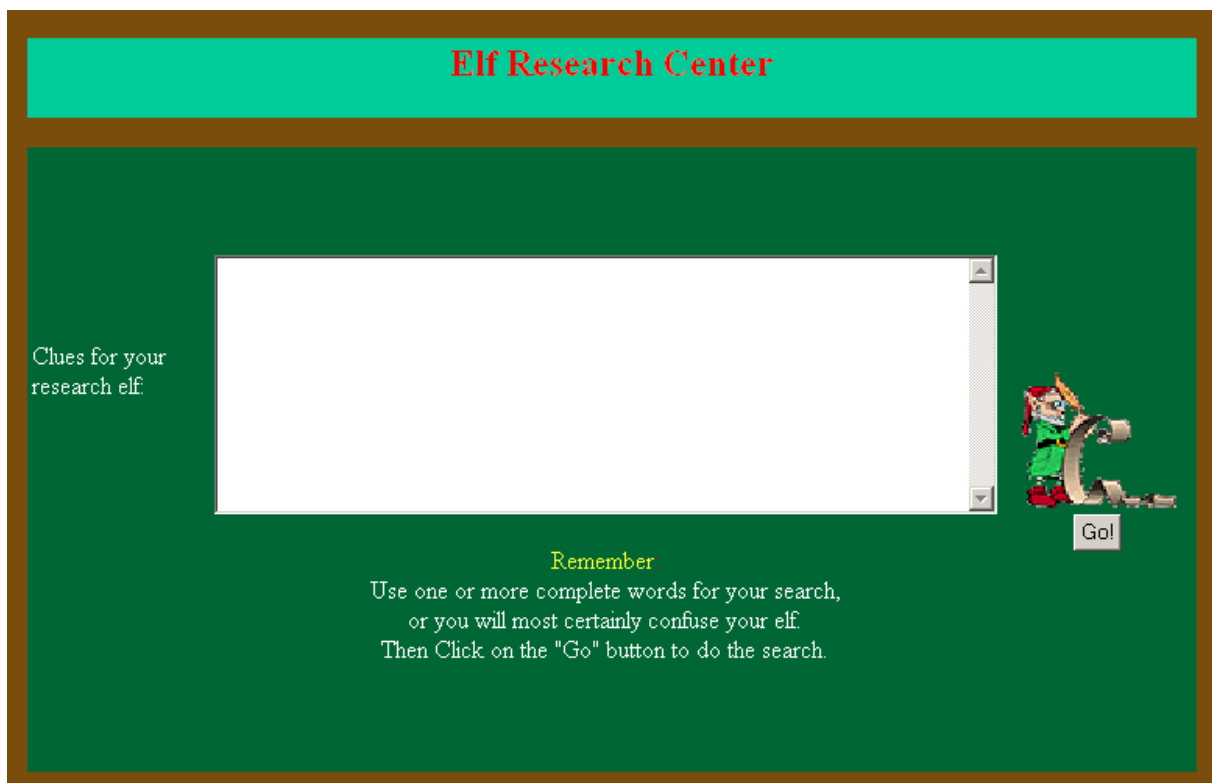 Elf Research Center
Clues for your
research elf:
Go!
Remember
Use one or more complete words for your search,
or you will most certainly confuse your elf.
Then Click on the "Go" button to do the search.